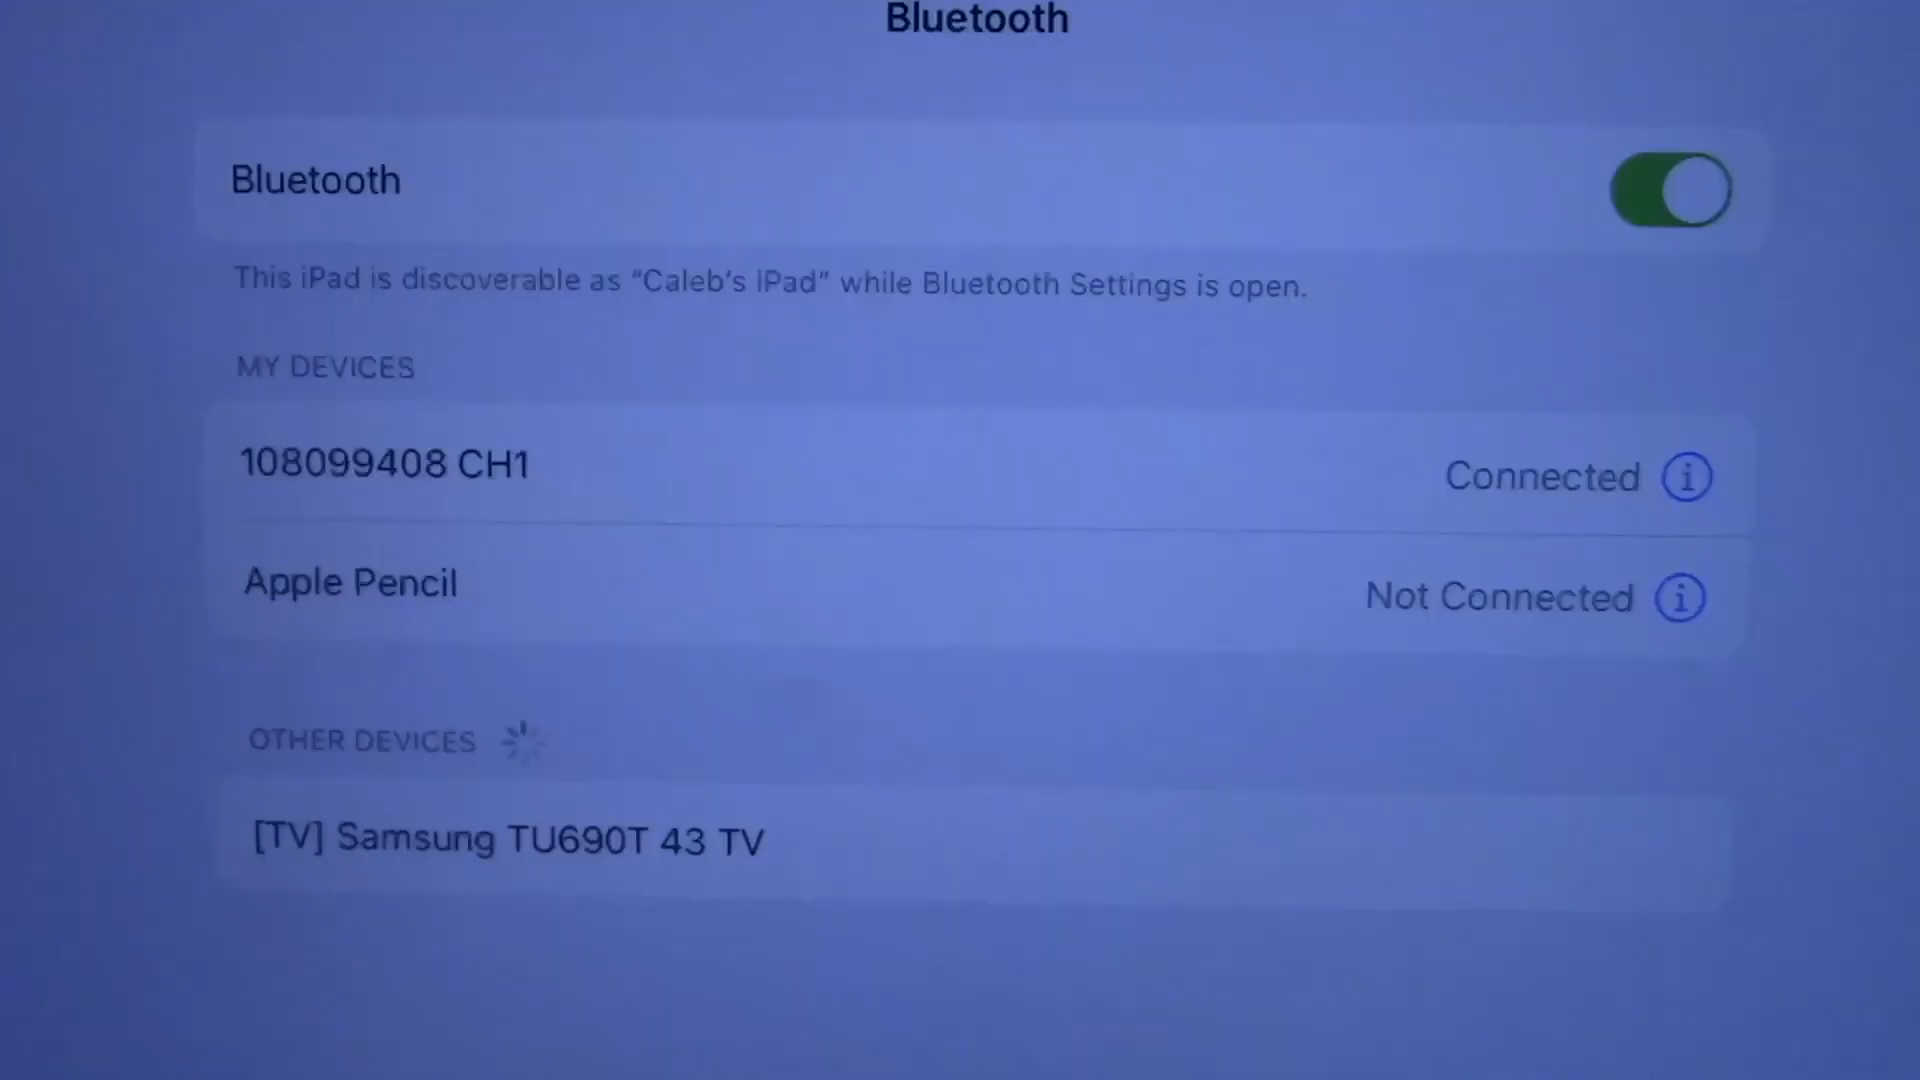 Bluetooth
Bluetooth
This iPad is discoverable as “Caleb’s iPad” while Bluetooth Settings is open.
MY DEVICES
108099408 CH1
Connected
Apple Pencil
Not Connected
OTHER DEVICES
[TV] Samsung TU690T 43 TV